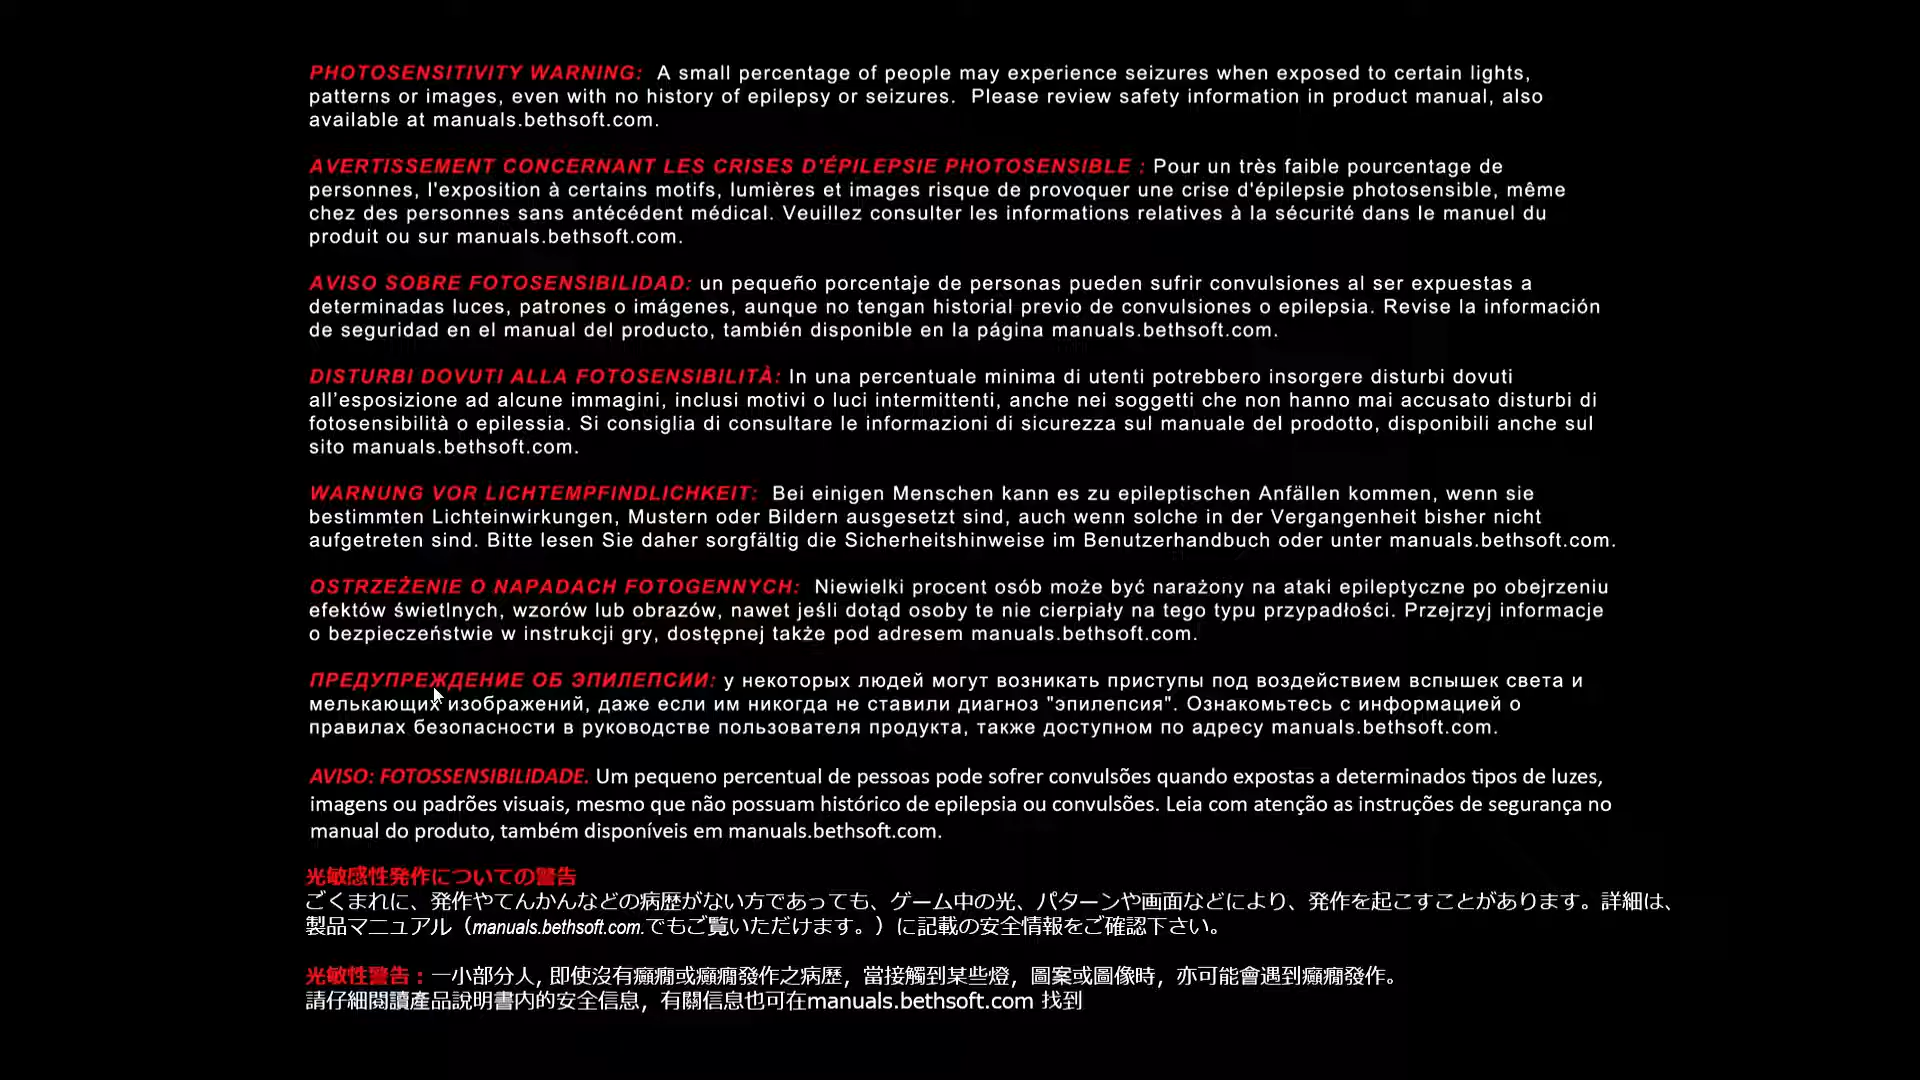 PHOTOSENSITIVITY WARNING: A small percentage of people may experience seizures when exposed to certain lights,
patterns or images, even with no history of epilepsy or seizures. Please review safety information in product manual, also
available at manuals.bethsoft.com.
AVERTISSEMENT CONCERNANT LES CRISES D'ÉPILEPSIE PHOTOSENSIBLE : Pour un très faible pourcentage de
personnes, l'exposition à certains motifs, lumières et images risque de provoquer une crise d'épilepsie photosensible, même
chez des personnes sans antécédent médical. Veuillez consulter les informations relatives à la sécurité dans le manuel du
produit ou sur manuals.bethsoft.com.
AVISO SOBRE FOTOSENSIBILIDAD: un pequeño porcentaje de personas pueden sufrir convulsiones al ser expuestas a
determinadas luces, patrones o imágenes, aunque no tengan historial previo de convulsiones o epilepsia. Revise la información
de seguridad en el manual del producto, también disponible en la página manuals.bethsoft.com.
DISTURBI DOVUTI ALLA FOTOSENSIBILITÀ: In una percentuale minima di utenti potrebbero insorgere disturbi dovuti
all’esposizione ad alcune immagini, inclusi motivi o luci intermittenti, anche nei soggetti che non hanno mai accusato disturbi di
fotosensibilità o epilessia. Si consiglia di consultare le informazioni di sicurezza sul manuale del prodotto, disponibili anche sul
sito manuals.bethsoft.com.
WARNUNG VOR LICHTEMPFINDLICHKEIT: Bei einigen Menschen kann es zu epileptischen Anfällen kommen, wenn sie
bestimmten Lichteinwirkungen, Mustern oder Bildern ausgesetzt sind, auch wenn solche in der Vergangenheit bisher nicht
aufgetreten sind. Bitte lesen Sie daher sorgfältig die Sicherheitshinweise im Benutzerhandbuch oder unter manuals.bethsoft.com.
OSTRZEŻENIE O NAPADACH FOTOGENNYCH: Niewielki procent osób może być narażony na ataki epileptyczne po obejrzeniu
efektów świetlnych, wzorów lub obrazów, nawet jeśli dotąd osoby te nie cierpiały na tego typu przypadłości. Przejrzyj informacje
o bezpieczeństwie w instrukcji gry, dostępnej także pod adresem manuals.bethsoft.com.
ПРЕДУПРЕЖДЕНИЕ ОБ ЭПИЛЕПСИИ: у некоторых людей могут возникать приступы под воздействием вспышек света и
мелькающих изображений, даже если им никогда не ставили диагноз "эпилепсия". Ознакомьтесь с информацией о
правилах безопасности в руководстве пользователя продукта, также доступном по адресу manuals.bethsoft.com.
AVISO: FOTOSSENSIBILIDADE. Um pequeno percentual de pessoas pode sofrer convulsões quando expostas a determinados tipos de luzes,
imagens ou padrões visuais, mesmo que não possuam histórico de epilepsia ou convulsões. Leia com atenção as instruções de segurança no
manual do produto, também disponíveis em manuals.bethsoft.com.
光敏感性発作についての警告
ごくまれに、発作やてんかんなどの病歴がない方であっても、ゲーム中の光、パターンや画面などにより、発作を起こすことがあります。詳細は、
製品マニュアル（manuals.bethsoft.com.でもご覧いただけます。）に記載の安全情報をご確認下さい。
光敏性警告：一小部分人, 即使沒有癲癇或癲癇發作之病歷，當接觸到某些燈，圖案或圖像時，亦可能會遇到癲癇發作。
請仔細閱讀產品說明書内的安全信息，有關信息也可在manuals.bethsoft.com 找到